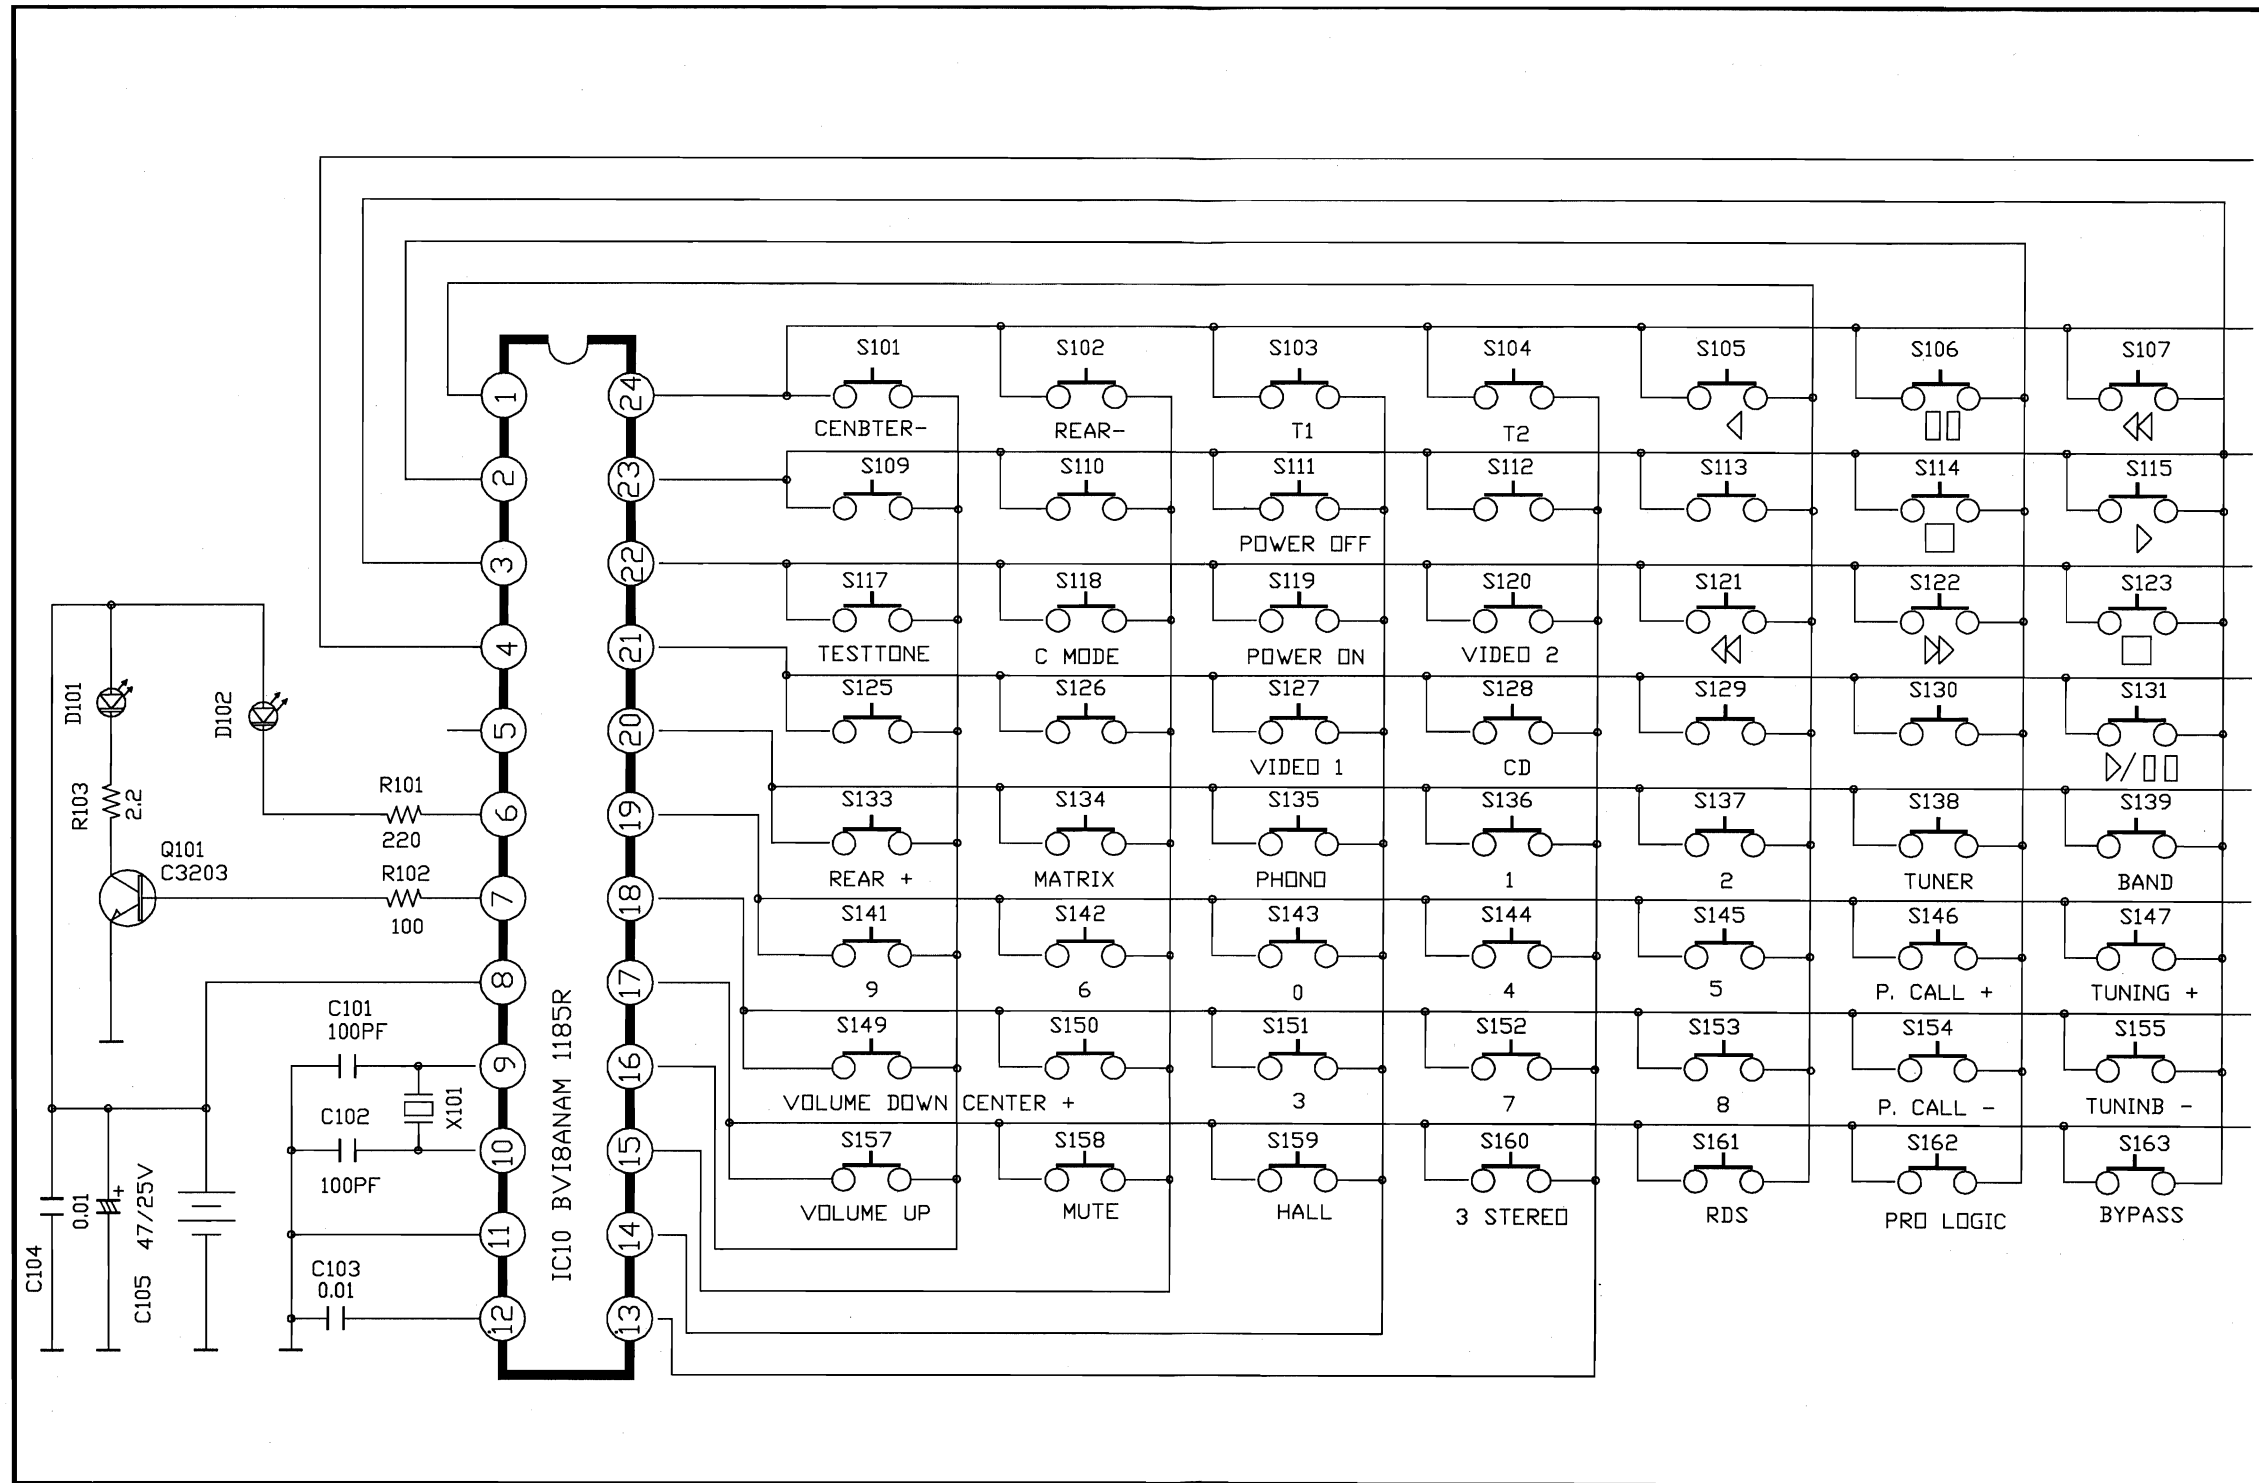 S101 S102 S103 S104 S105 S106 S107
1 24
CENBTER- REAR- T1 T2
S109 S110 S111 S112 S113 S114 S115
2 23
POWER OFF
3 22
S117 S118 S119 S120 S121 S122 S123
4 21
TESTTONE C MODE POWER ON VIDEO 2
D101 D102
S125 S126 S127 S128 S129 S130 S131
5 20
VIDEO 1 CD
R103 2.2
R101
220
6 19
S133 S134 S135 S136 S137 S138 S139
Q101
C3203
R102
100
REAR + MATRIX PHONO 1 2 TUNER BAND
7 18
S141 S142 S143 S144 S145 S146 S147
8 17
9 6 0 4 5 P. CALL + TUNING +
C101
100PF
IC10 BVI8ANAM 1185R
S149 S150 S151 S152 S153 S154 S155
9 16
X101
VOLUME DOWN CENTER + 3 7 8 P. CALL - TUNINB -
C102
100PF
10 15
S157 S158 S159 S160 S161 S162 S163
VOLUME UP MUTE HALL 3 STEREO RDS PRO LOGIC BYPASS
C104 0.01
+
C105 47/25V
11 14
C103
0.01
12 13